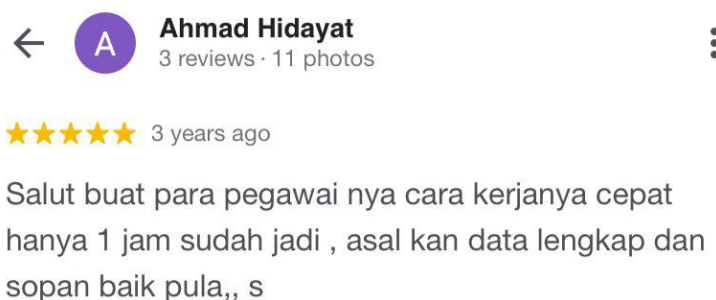 A
Ahmad Hidayat
3 reviews · 11 photos
3 years ago
Salut buat para pegawai nya cara kerjanya cepat
hanya 1 jam sudah jadi , asal kan data lengkap dan
sopan baik pula,, s